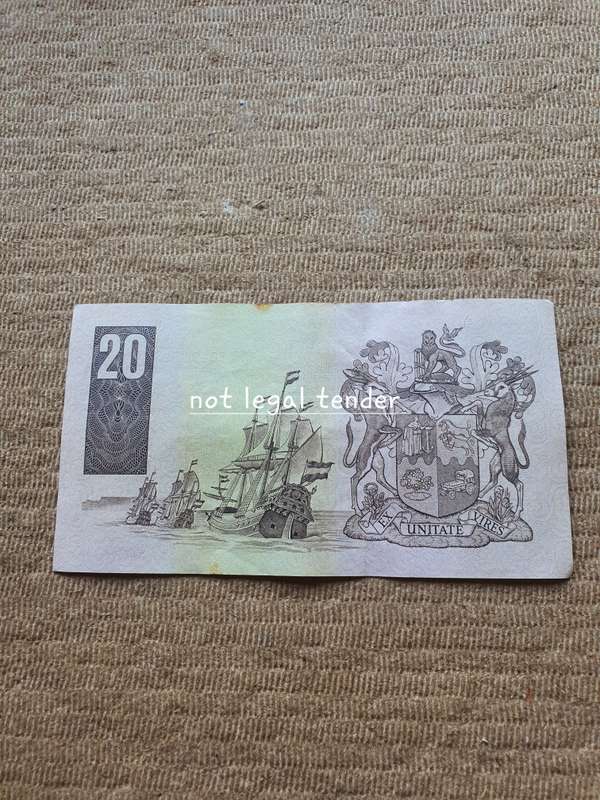 20
not legal tender
EX UNITATE VIRES